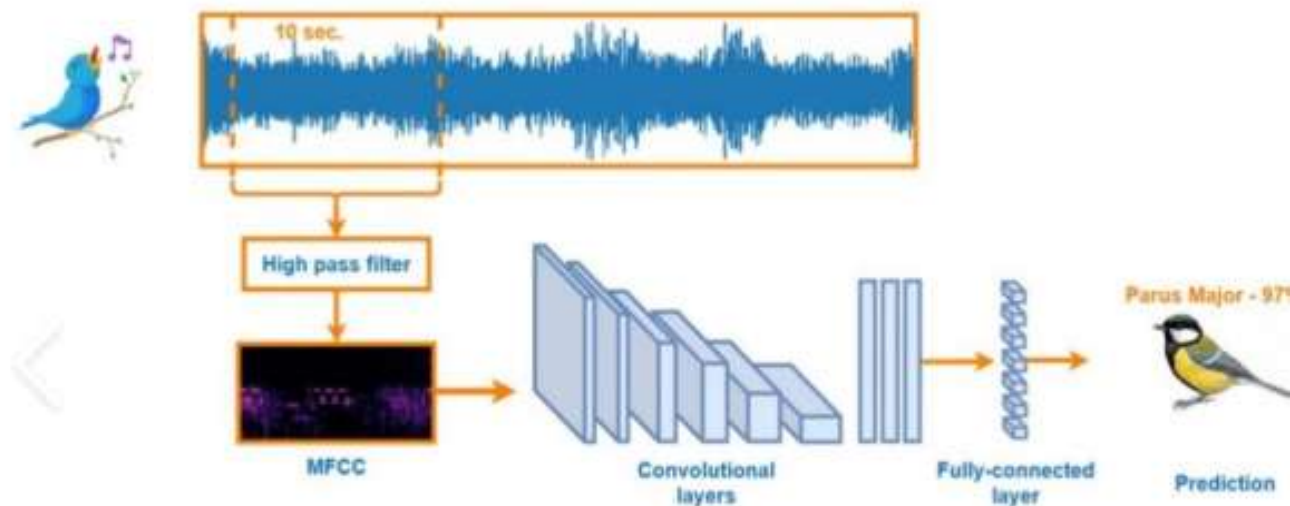 10 sec.
High pass filter
Parus Major - 97%
MFCC
Convolutional
layers
Fully-connected
layer
Prediction